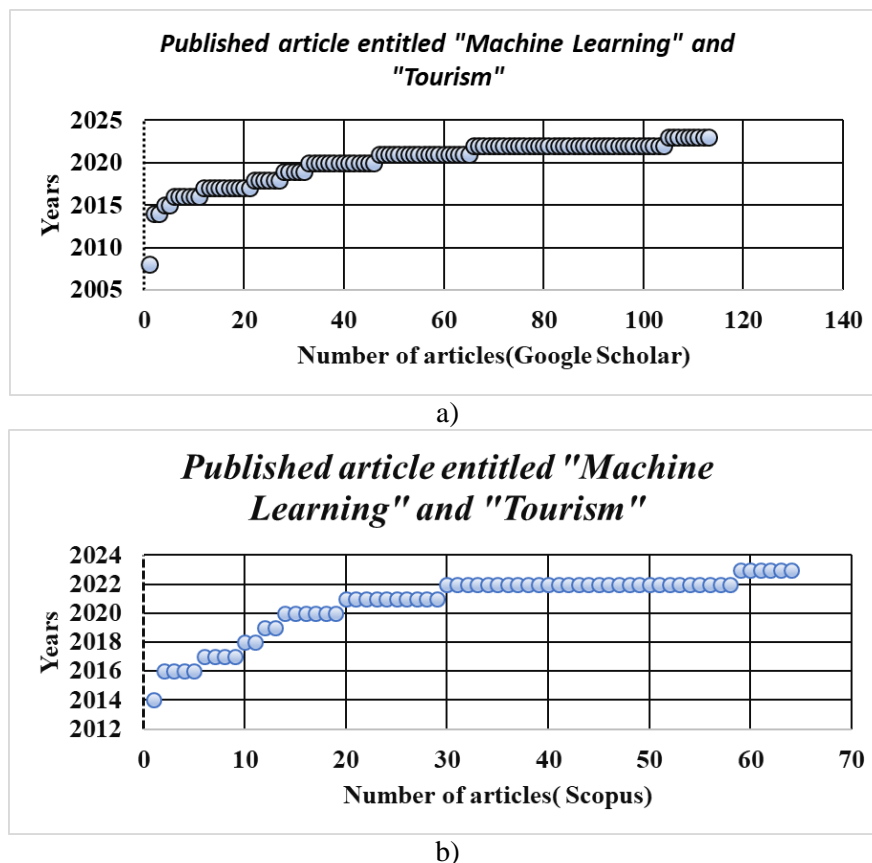 Published article entitled "Machine Learning" and
"Tourism"
2025
2020
2015
2010
2005
Years
0 20 40 60 80 100 120 140
Number of articles(Google Scholar)
a)
Published article entitled "Machine
Learning" and "Tourism"
2024
2022
2020
2018
2016
2014
2012
Years
0 10 20 30 40 50 60 70
Number of articles( Scopus)
b)